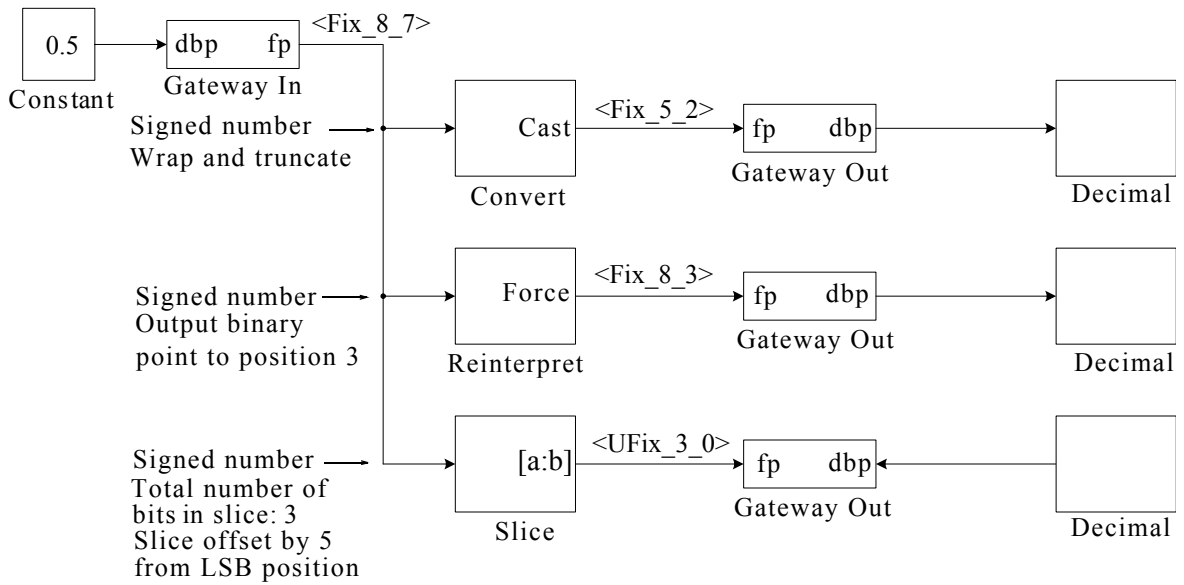 0.5
Constant
dbp fp
Gateway In
<Fix_8_7>
Signed number
Wrap and truncate
Cast
Convert
<Fix_5_2>
fp dbp
Gateway Out
Decimal
Signed number
Output binary
point to position 3
Force
Reinterpret
<Fix_8_3>
fp dbp
Gateway Out
Decimal
Signed number
Total number of
bits in slice: 3
Slice offset by 5
from LSB position
[a:b]
Slice
<UFix_3_0>
fp dbp
Gateway Out
Decimal